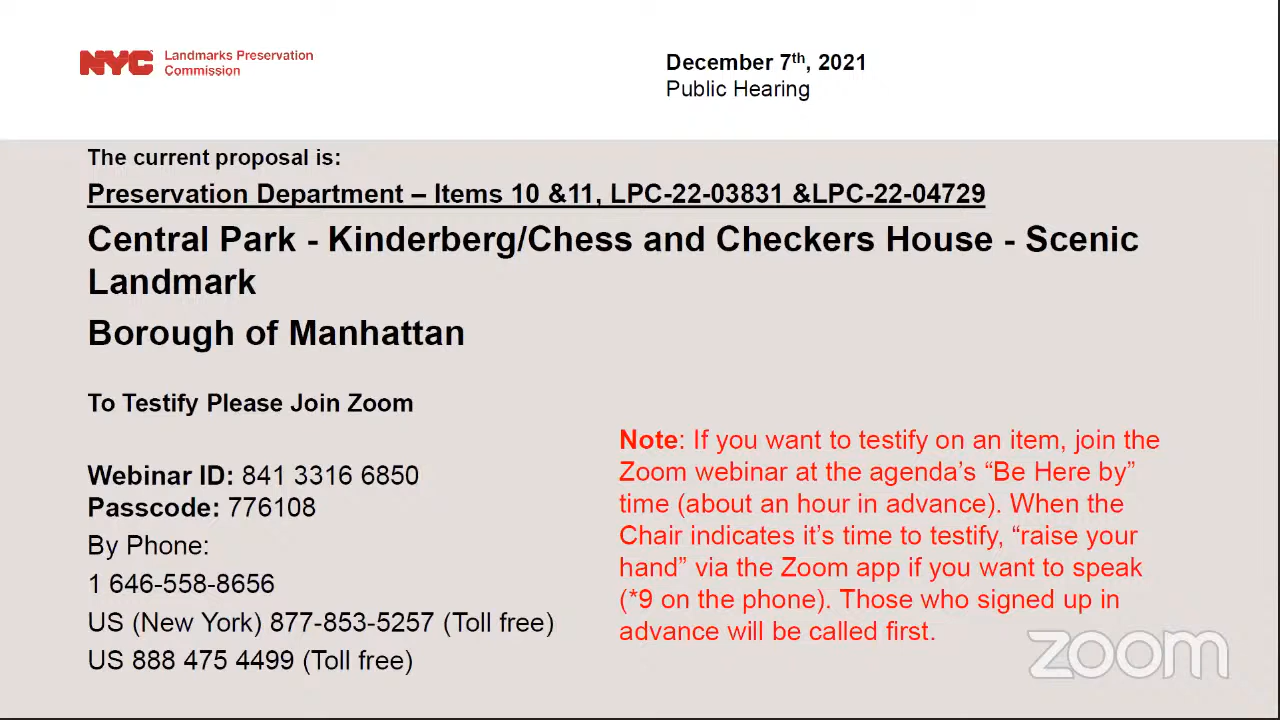 NYC Landmarks Preservation
Commission
December 7th, 2021
Public Hearing
The current proposal is:
Preservation Department – Items 10 &11, LPC-22-03831 &LPC-22-04729
Central Park - Kinderberg/Chess and Checkers House - Scenic
Landmark
Borough of Manhattan
To Testify Please Join Zoom
Webinar ID: 841 3316 6850
Passcode: 776108
By Phone:
1 646-558-8656
US (New York) 877-853-5257 (Toll free)
US 888 475 4499 (Toll free)
Note: If you want to testify on an item, join the
Zoom webinar at the agenda’s “Be Here by”
time (about an hour in advance). When the
Chair indicates it’s time to testify, “raise your
hand” via the Zoom app if you want to speak
(*9 on the phone). Those who signed up in
advance will be called first.
zoom